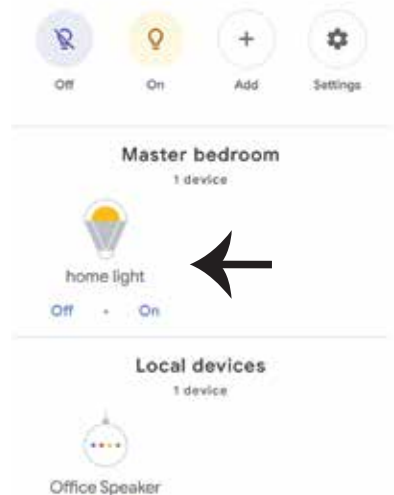 Off On Add Settings
Master bedroom
1 device
home light
Off - On
Local devices
1 device
Office Speaker